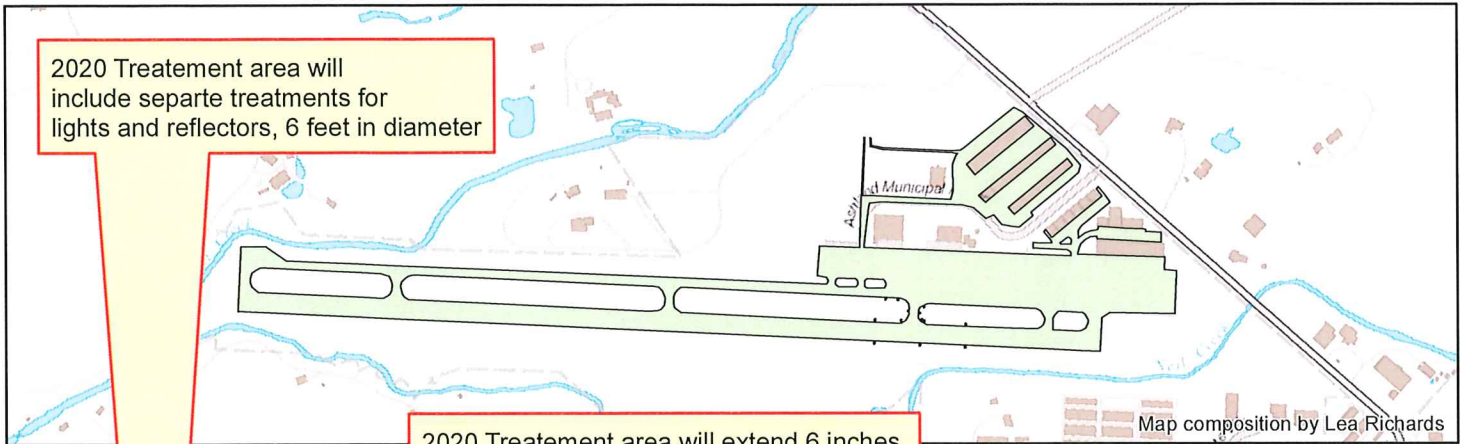 2020 Treatement area will
include separte treatments for
lights and reflectors, 6 feet in diameter
nd Municipal
2020 Treatement area will extend 6 inches
Map composition by Lea Richards